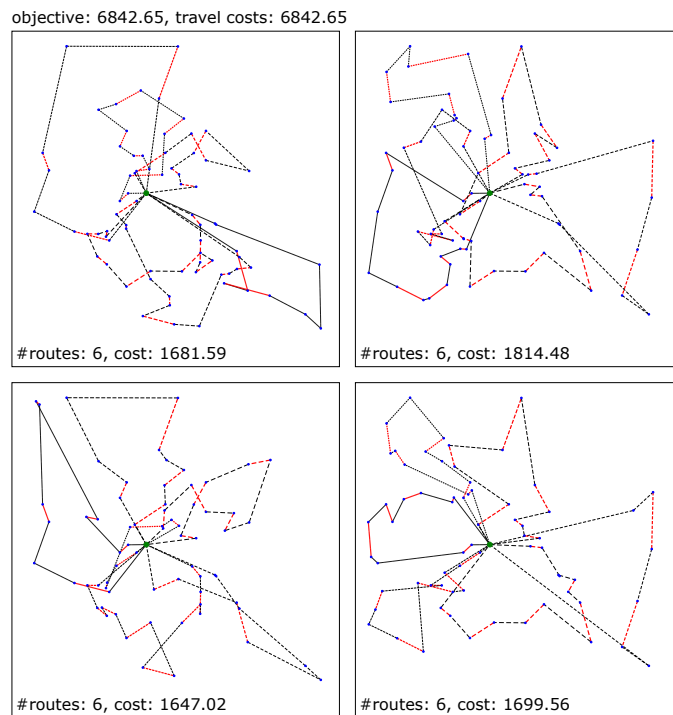 objective: 6842.65, travel costs: 6842.65
#routes: 6, cost: 1681.59
#routes: 6, cost: 1814.48
#routes: 6, cost: 1647.02
#routes: 6, cost: 1699.56